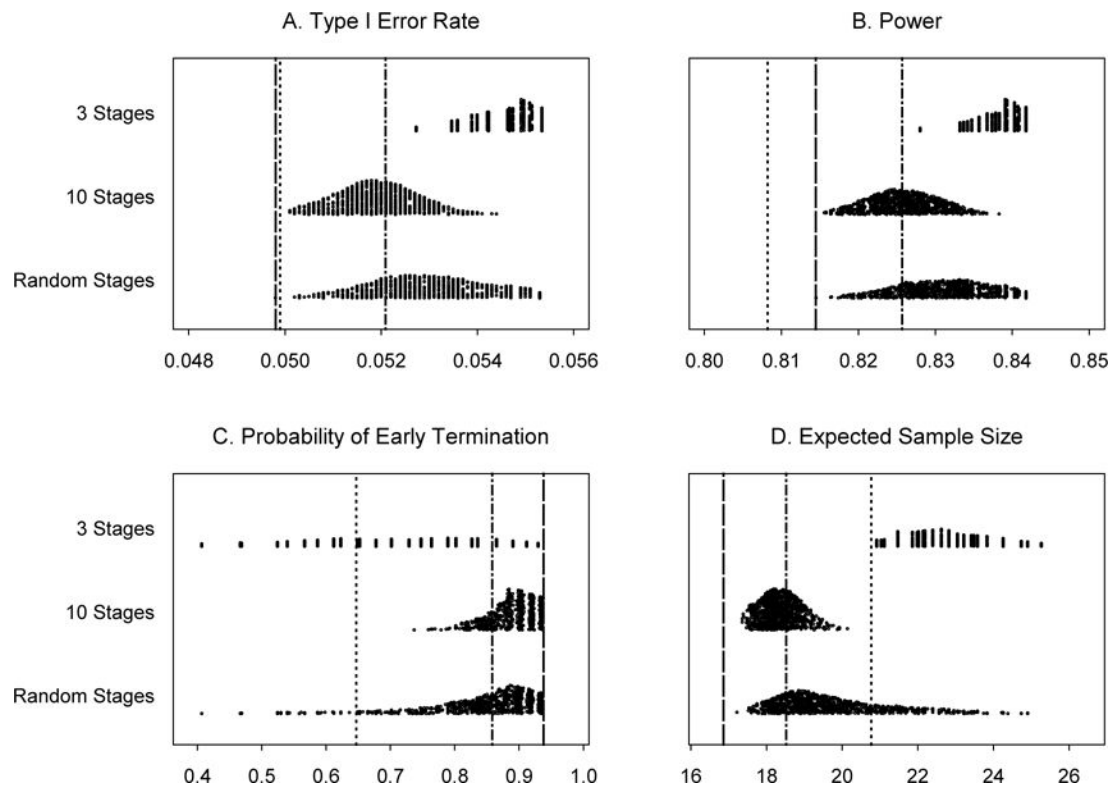 A. Type I Error Rate
3 Stages
10 Stages
Random Stages
0.048 0.050 0.052 0.054 0.056
B. Power
0.80 0.81 0.82 0.83 0.84 0.85
C. Probability of Early Termination
3 Stages
10 Stages
Random Stages
0.4 0.5 0.6 0.7 0.8 0.9 1.0
D. Expected Sample Size
16 18 20 22 24 26